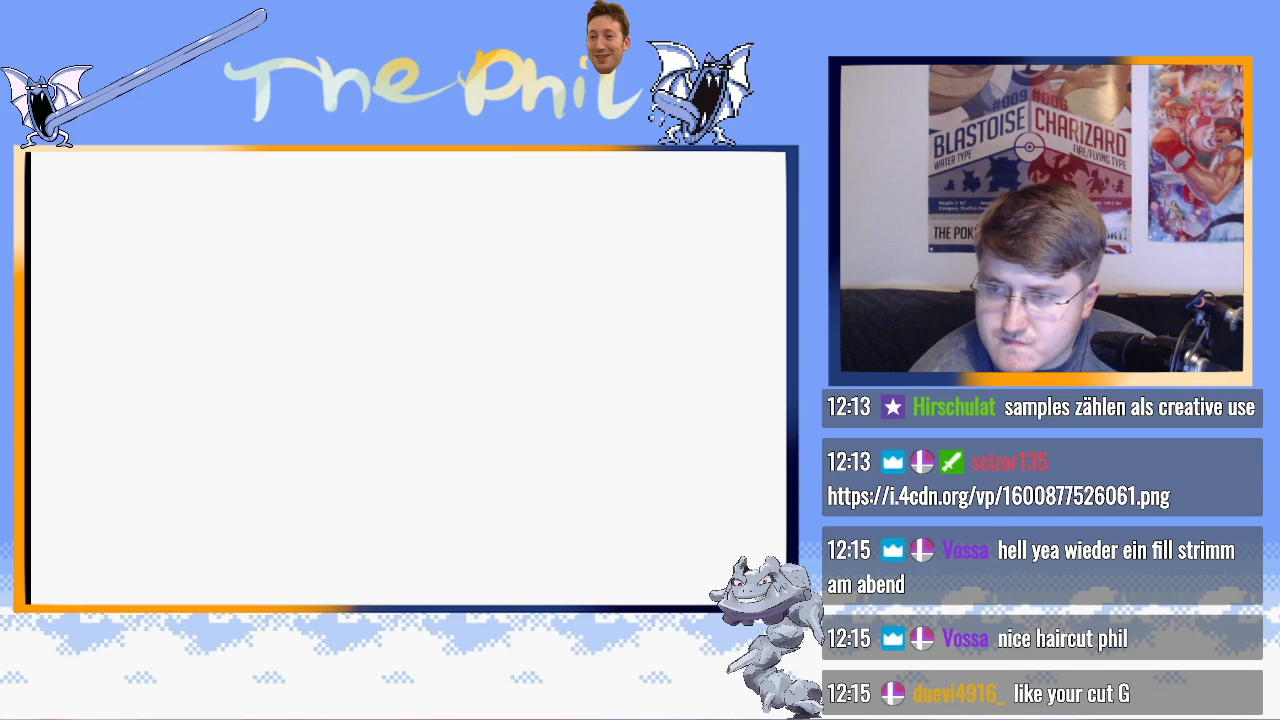 The Phil
#009 #006
BLASTOISE CHARIZARD
WATER TYPE FIRE/FLYING TYPE
THE POK
12:13 Hirschulat samples zählen als creative use
12:13 scizor135
https://i.4cdn.org/vp/1600877526061.png
12:15 Vossa hell yea wieder ein fill strimm
am abend
12:15 Vossa nice haircut phil
12:15 duevi4916_ like your cut G